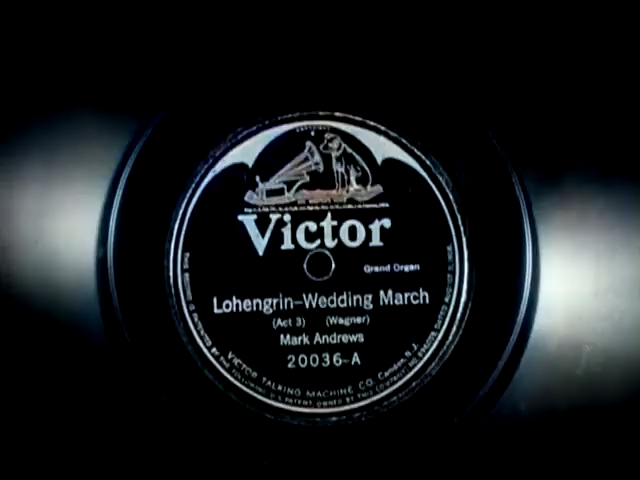 Victor
Grand Organ
Lohengrin–Wedding March
(Act 3) (Wagner)
Mark Andrews
20036-A
VICTOR TALKING MACHINE CO. Camden, N.J.